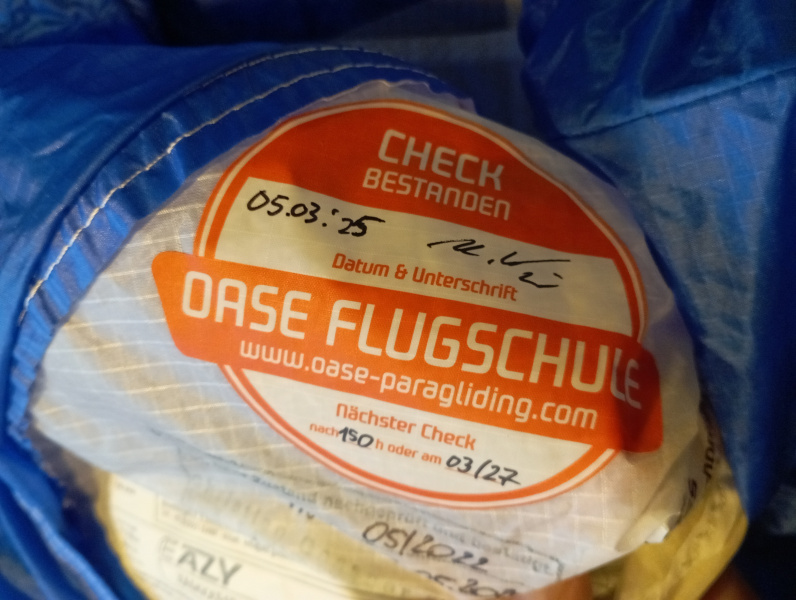 CHECK
BESTANDEN
05.03.'25
Datum & Unterschrift
OASE FLUGSCHULE
www.oase-paragliding.com
Nächster Check
nach 150 h oder am 03/27
05/2022
EAZY